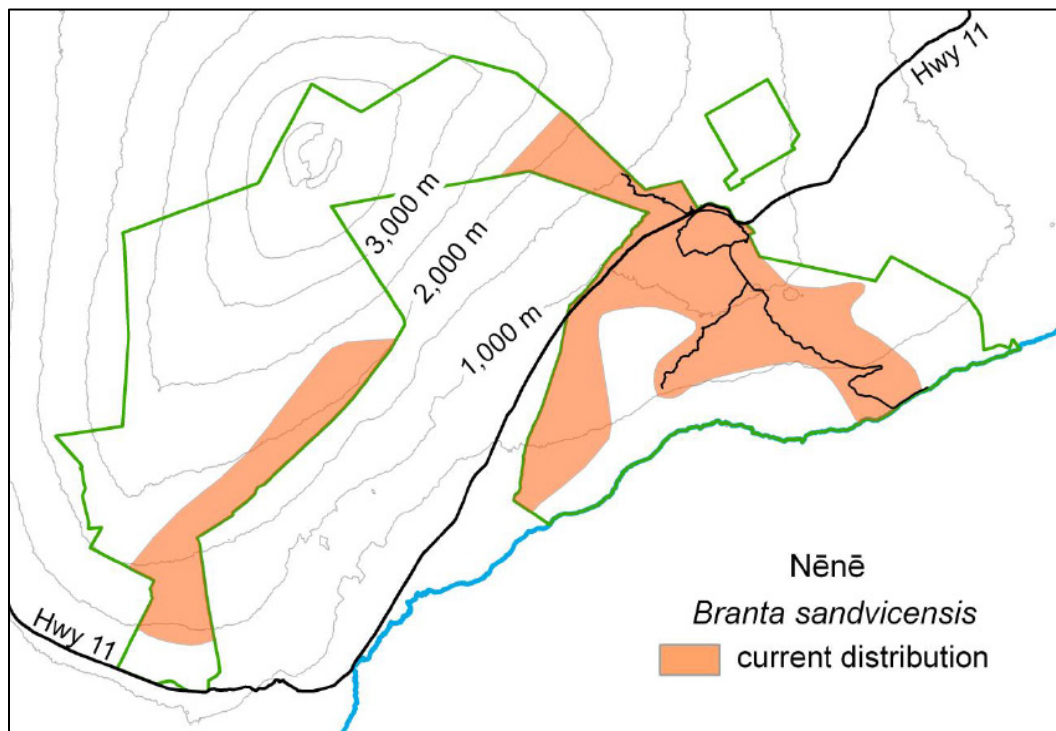 Hwy 11
3,000 m
2,000 m
1,000 m
Hwy 11
Nēnē
Branta sandvicensis
current distribution